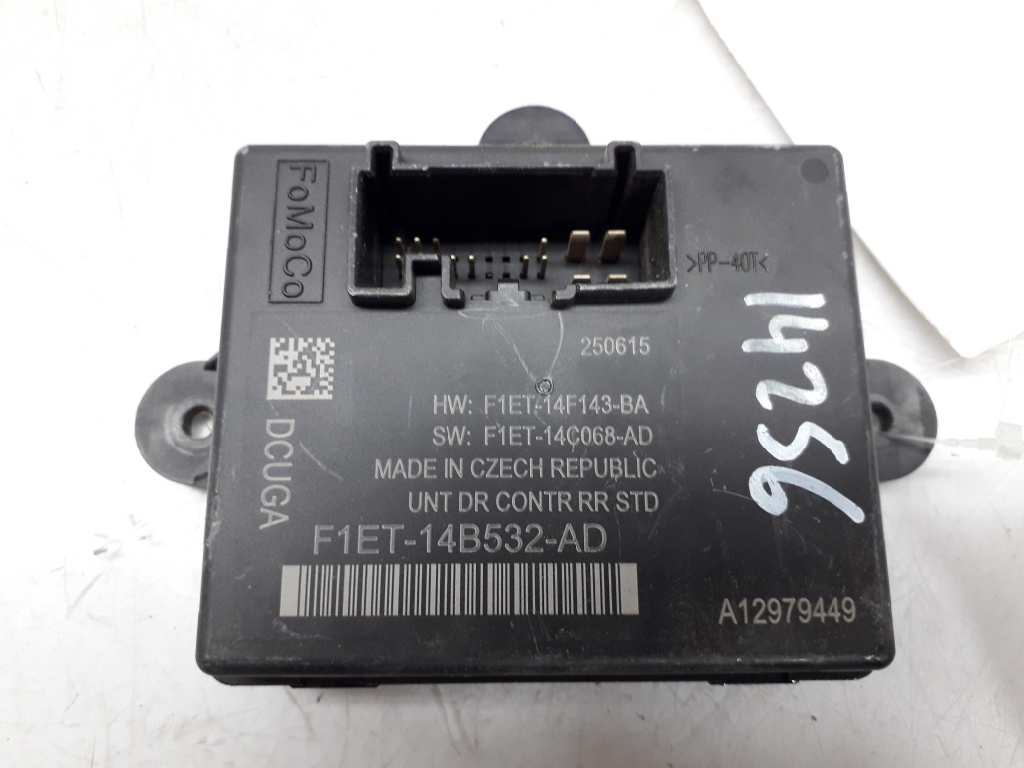 FoMoCo
>PP-40T<
250615
HW: F1ET-14F143-BA
SW: F1ET-14C068-AD
MADE IN CZECH REPUBLIC
UNT DR CONTR RR STD
F1ET-14B532-AD
DCUGA
A12979449
14256